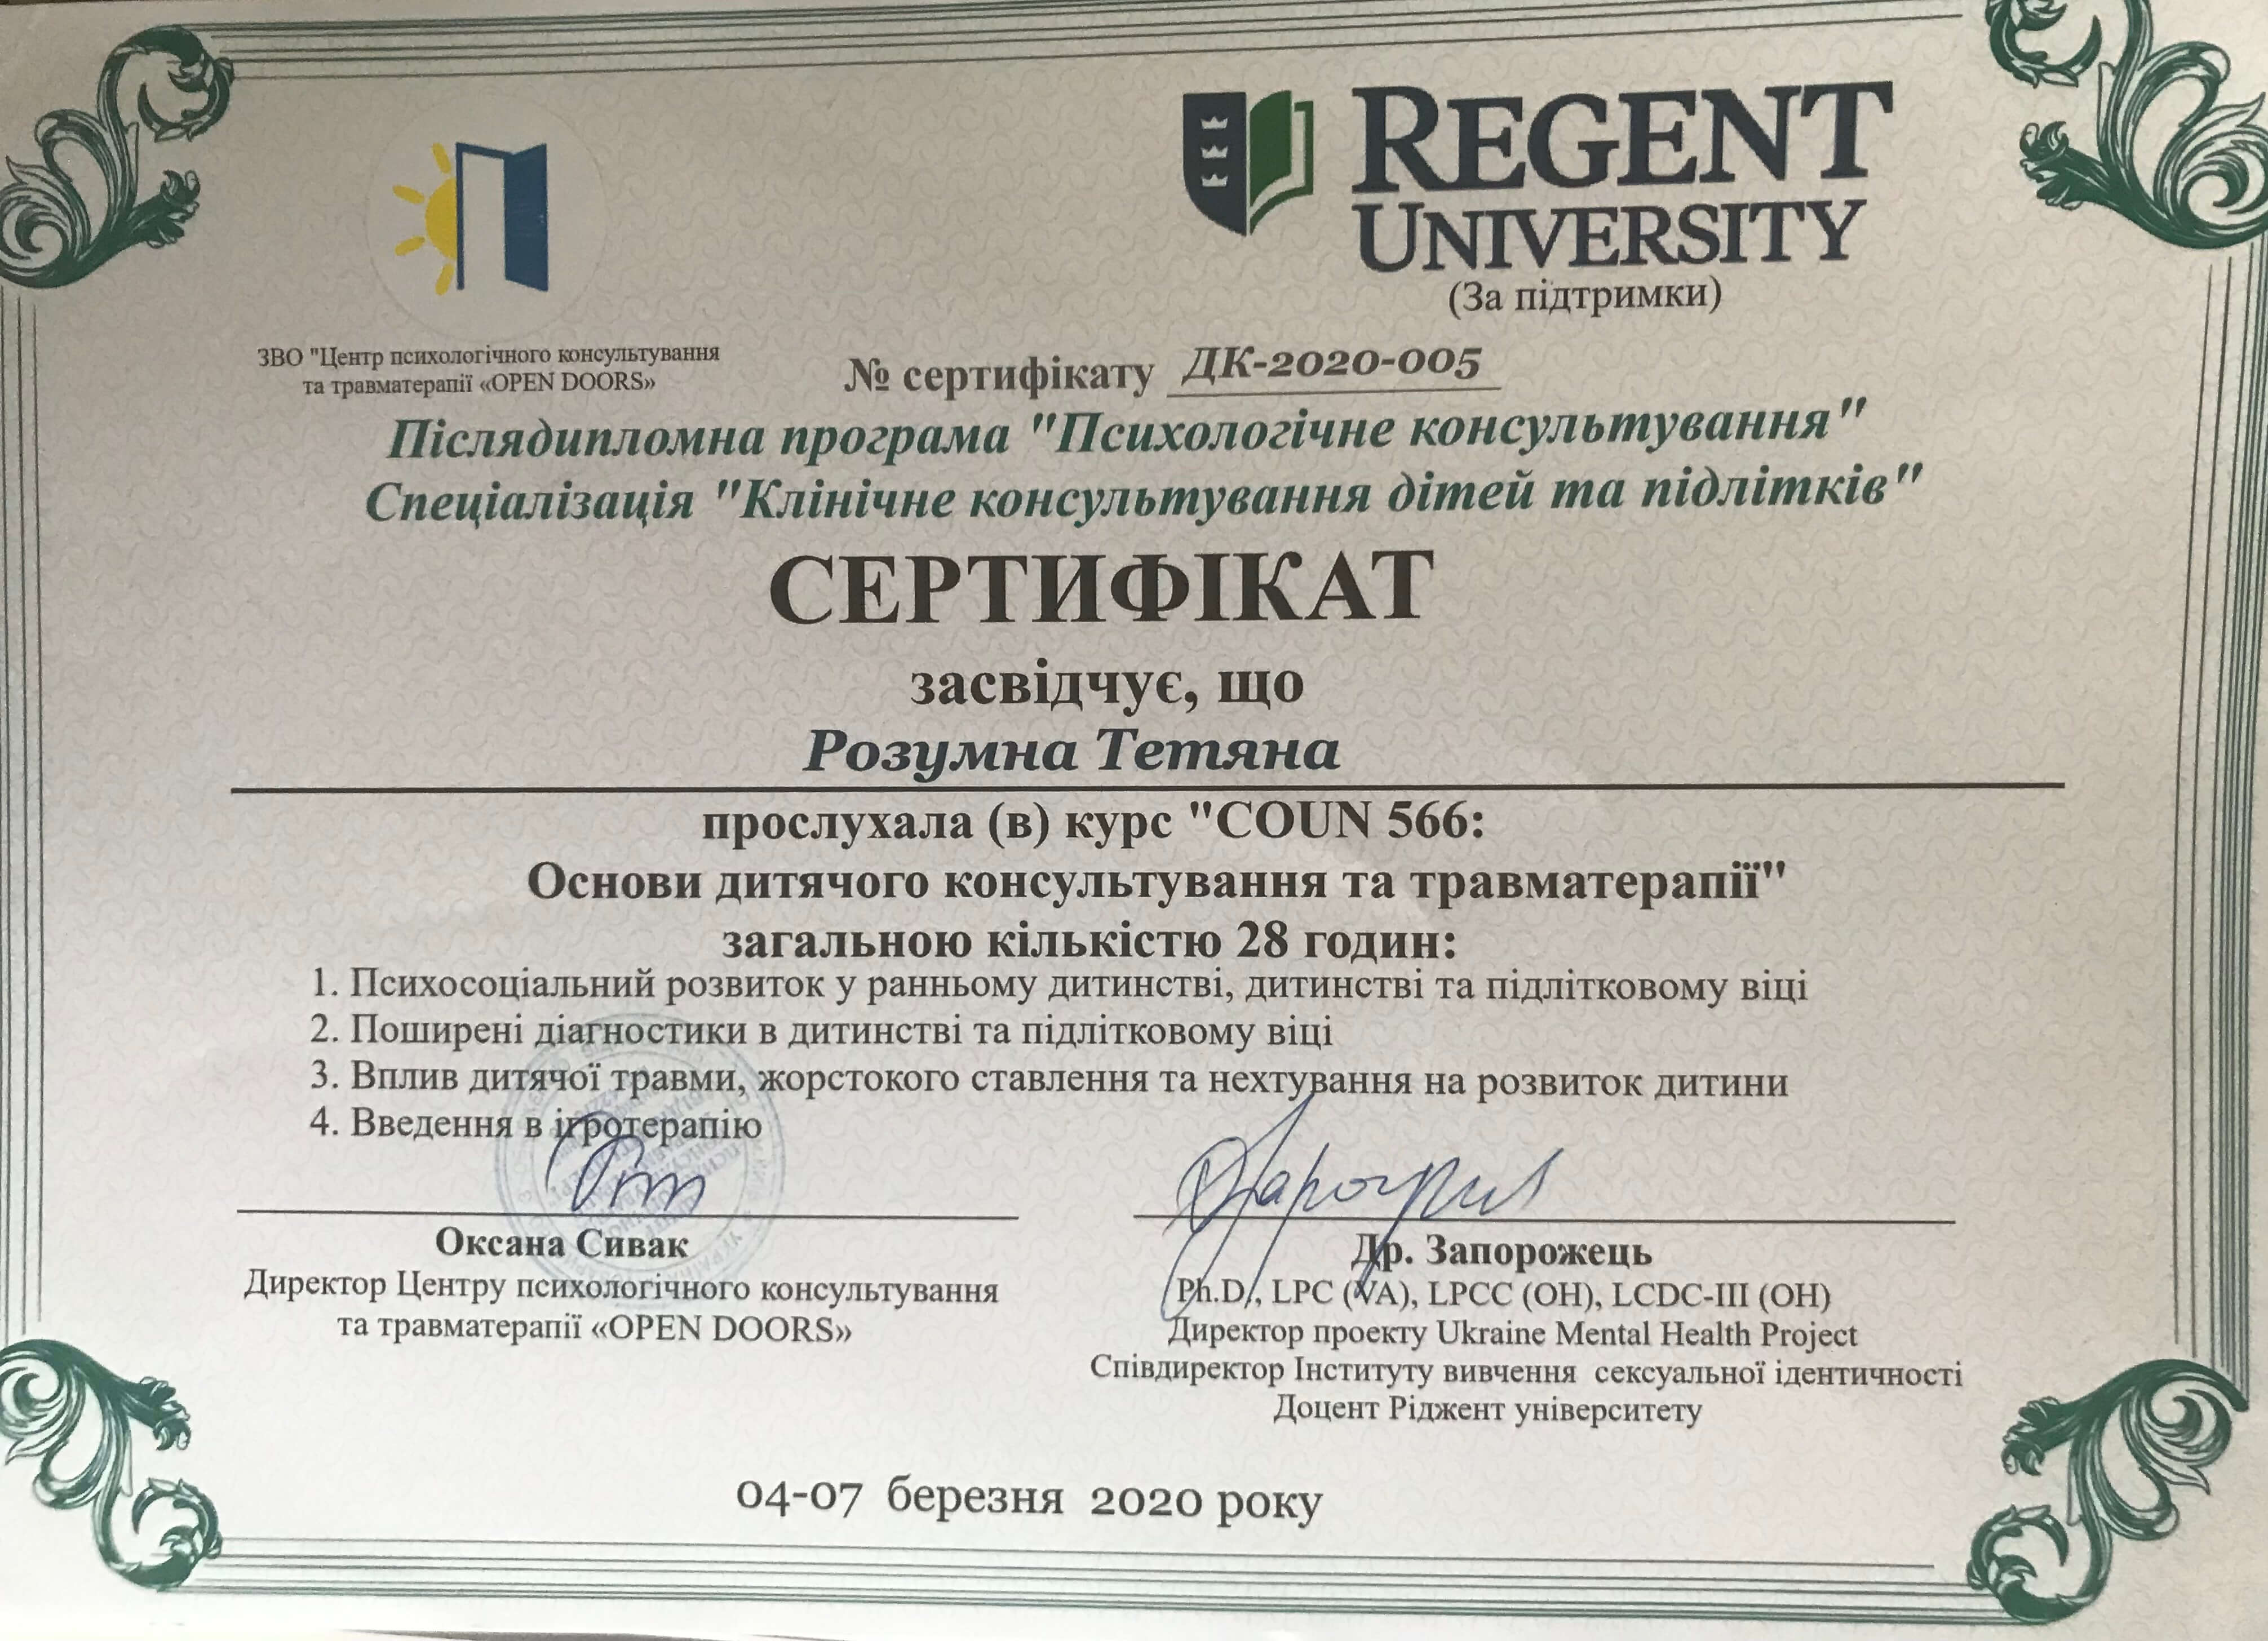 REGENT
UNIVERSITY
(За підтримки)
ЗВО "Центр психологічного консультування
та травматерапії «OPEN DOORS»
№ сертифікату ДК-2020-005
Післядипломна програма "Психологічне консультування"
Спеціалізація "Клінічне консультування дітей та підлітків"
СЕРТИФІКАТ
засвідчує, що
Розумна Тетяна
прослухала (в) курс "COUN 566:
Основи дитячого консультування та травматерапії"
загальною кількістю 28 годин:
1. Психосоціальний розвиток у ранньому дитинстві, дитинстві та підлітковому віці
2. Поширені діагностики в дитинстві та підлітковому віці
3. Вплив дитячої травми, жорстокого ставлення та нехтування на розвиток дитини
4. Введення в ігротерапію
Оксана Сивак
Директор Центру психологічного консультування
та травматерапії «OPEN DOORS»
Др. Запорожець
Ph.D., LPC (VA), LPCC (OH), LCDC-III (OH)
Директор проекту Ukraine Mental Health Project
Співдиректор Інституту вивчення сексуальної ідентичності
Доцент Ріджент університету
04-07 березня 2020 року